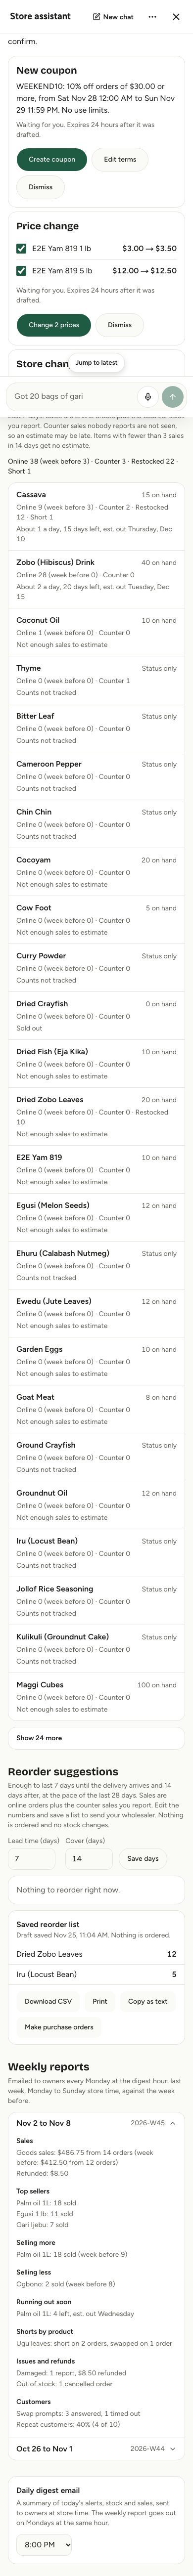 Store assistant
New chat
confirm.
New coupon
WEEKEND10: 10% off orders of $30.00 or
more, from Sat Nov 28 12:00 AM to Sun Nov
29 11:59 PM. No use limits.
Waiting for you. Expires 24 hours after it was
drafted.
Create coupon
Edit terms
Dismiss
Price change
E2E Yam 819 1 lb $3.00 → $3.50
E2E Yam 819 5 lb $12.00 → $12.50
Waiting for you. Expires 24 hours after it was
drafted.
Change 2 prices
Dismiss
Store chan
Jump to latest
Got 20 bags of gari
you report. Counter sales nobody reports are not seen,
so an estimate may be late. Items with fewer than 3 sales
in 14 days get no estimate.
Online 38 (week before 3) · Counter 3 · Restocked 22 ·
Short 1
Cassava 15 on hand
Online 9 (week before 3) · Counter 2 · Restocked
12 · Short 1
About 1 a day, 15 days left, est. out Thursday, Dec
10
Zobo (Hibiscus) Drink 40 on hand
Online 28 (week before 0) · Counter 0
About 2 a day, 20 days left, est. out Tuesday, Dec
15
Coconut Oil 10 on hand
Online 1 (week before 0) · Counter 0
Not enough sales to estimate
Thyme Status only
Online 0 (week before 0) · Counter 1
Counts not tracked
Bitter Leaf Status only
Online 0 (week before 0) · Counter 0
Counts not tracked
Cameroon Pepper Status only
Online 0 (week before 0) · Counter 0
Counts not tracked
Chin Chin Status only
Online 0 (week before 0) · Counter 0
Counts not tracked
Cocoyam 20 on hand
Online 0 (week before 0) · Counter 0
Not enough sales to estimate
Cow Foot 5 on hand
Online 0 (week before 0) · Counter 0
Not enough sales to estimate
Curry Powder Status only
Online 0 (week before 0) · Counter 0
Counts not tracked
Dried Crayfish 0 on hand
Online 0 (week before 0) · Counter 0
Sold out
Dried Fish (Eja Kika) 10 on hand
Online 0 (week before 0) · Counter 0
Not enough sales to estimate
Dried Zobo Leaves 20 on hand
Online 0 (week before 0) · Counter 0 · Restocked
10
Not enough sales to estimate
E2E Yam 819 10 on hand
Online 0 (week before 0) · Counter 0
Not enough sales to estimate
Egusi (Melon Seeds) 12 on hand
Online 0 (week before 0) · Counter 0
Not enough sales to estimate
Ehuru (Calabash Nutmeg) Status only
Online 0 (week before 0) · Counter 0
Counts not tracked
Ewedu (Jute Leaves) 12 on hand
Online 0 (week before 0) · Counter 0
Not enough sales to estimate
Garden Eggs 10 on hand
Online 0 (week before 0) · Counter 0
Not enough sales to estimate
Goat Meat 8 on hand
Online 0 (week before 0) · Counter 0
Not enough sales to estimate
Ground Crayfish Status only
Online 0 (week before 0) · Counter 0
Counts not tracked
Groundnut Oil 12 on hand
Online 0 (week before 0) · Counter 0
Not enough sales to estimate
Iru (Locust Bean) Status only
Online 0 (week before 0) · Counter 0
Counts not tracked
Jollof Rice Seasoning Status only
Online 0 (week before 0) · Counter 0
Counts not tracked
Kulikuli (Groundnut Cake) Status only
Online 0 (week before 0) · Counter 0
Counts not tracked
Maggi Cubes 100 on hand
Online 0 (week before 0) · Counter 0
Not enough sales to estimate
Show 24 more
Reorder suggestions
Enough to last 7 days until the delivery arrives and 14
days after, at the pace of the last 28 days. Sales are
online orders plus the counter sales you report. Edit the
numbers and save a list to send your wholesaler. Nothing
is ordered and no stock changes.
Lead time (days) Cover (days)
7 14 Save days
Nothing to reorder right now.
Saved reorder list
Draft saved Nov 25, 11:04 AM. Nothing is ordered.
Dried Zobo Leaves 12
Iru (Locust Bean) 5
Download CSV
Print
Copy as text
Make purchase orders
Weekly reports
Emailed to owners every Monday at the digest hour: last
week, Monday to Sunday store time, against the week
before.
Nov 2 to Nov 8 2026-W45
Sales
Goods sales: $486.75 from 14 orders (week
before: $412.50 from 12 orders)
Refunded: $8.50
Top sellers
Palm oil 1L: 18 sold
Egusi 1 lb: 11 sold
Gari Ijebu: 7 sold
Selling more
Palm oil 1L: 18 sold (week before 9)
Selling less
Ogbono: 2 sold (week before 8)
Running out soon
Palm oil 1L: 4 left, est. out Wednesday
Shorts by product
Ugu leaves: short on 2 orders, swapped on 1 order
Issues and refunds
Damaged: 1 report, $8.50 refunded
Out of stock: 1 cancelled order
Customers
Swap prompts: 3 answered, 1 timed out
Repeat customers: 40% (4 of 10)
Oct 26 to Nov 1 2026-W44
Daily digest email
A summary of today's alerts, stock and sales, sent
to owners at store time. The weekly report goes out
on Mondays at the same hour.
8:00 PM